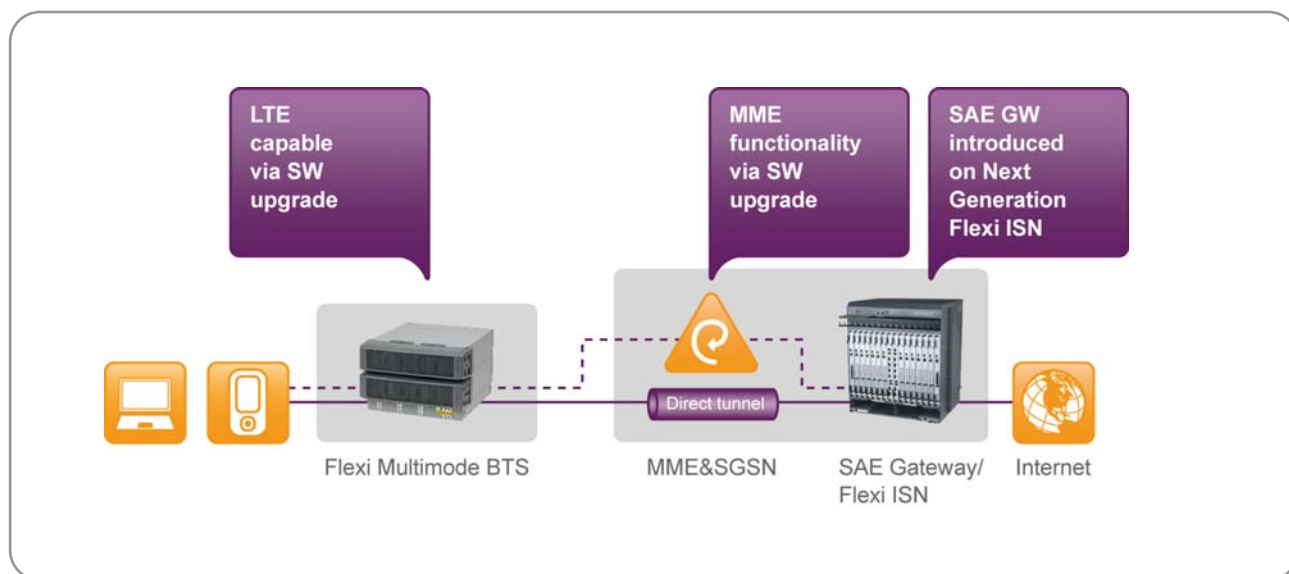 LTE
capable
via SW
upgrade
MME
functionality
via SW
upgrade
SAE GW
introduced
on Next
Generation
Flexi ISN
Direct tunnel
Flexi Multimode BTS
MME&SGSN
SAE Gateway/
Flexi ISN
Internet